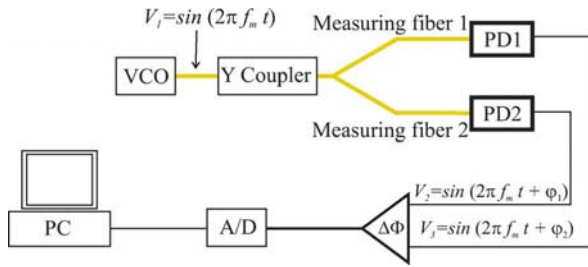 V₁=sin (2π fₘ t)
Measuring fiber 1
PD1
VCO
Y Coupler
PD2
Measuring fiber 2
V₂=sin (2π fₘ t + φ₁)
V₃=sin (2π fₘ t + φ₂)
ΔΦ
A/D
PC